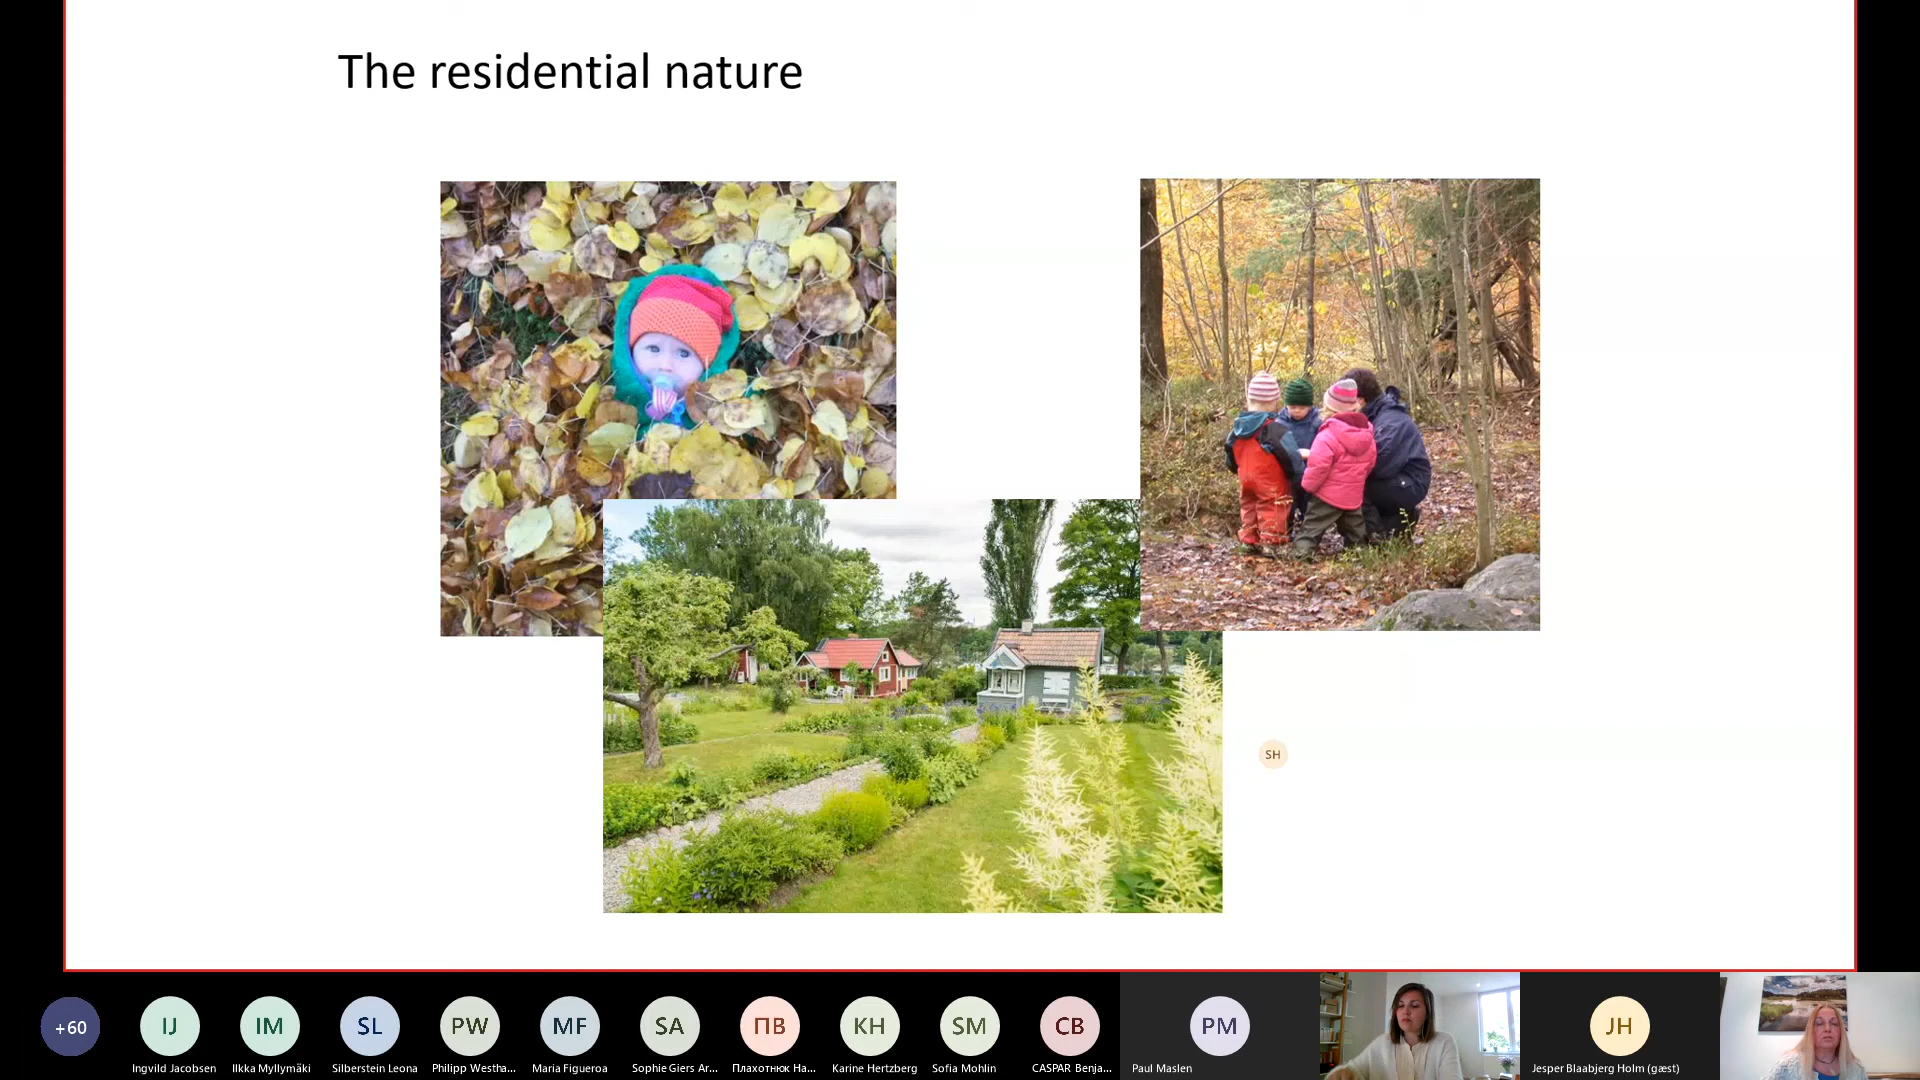 The residential nature
SH
+60
IJ
IM
SL
PW
MF
SA
ПВ
KH
SM
CB
PM
JH
Ingvild Jacobsen
Ilkka Myllymäki
Silberstein Leona
Philipp Westha...
Maria Figueroa
Sophie Giers Ar...
Плахотнюк На...
Karine Hertzberg
Sofia Mohlin
CASPAR Benja...
Paul Maslen
Jesper Blaabjerg Holm (gæst)